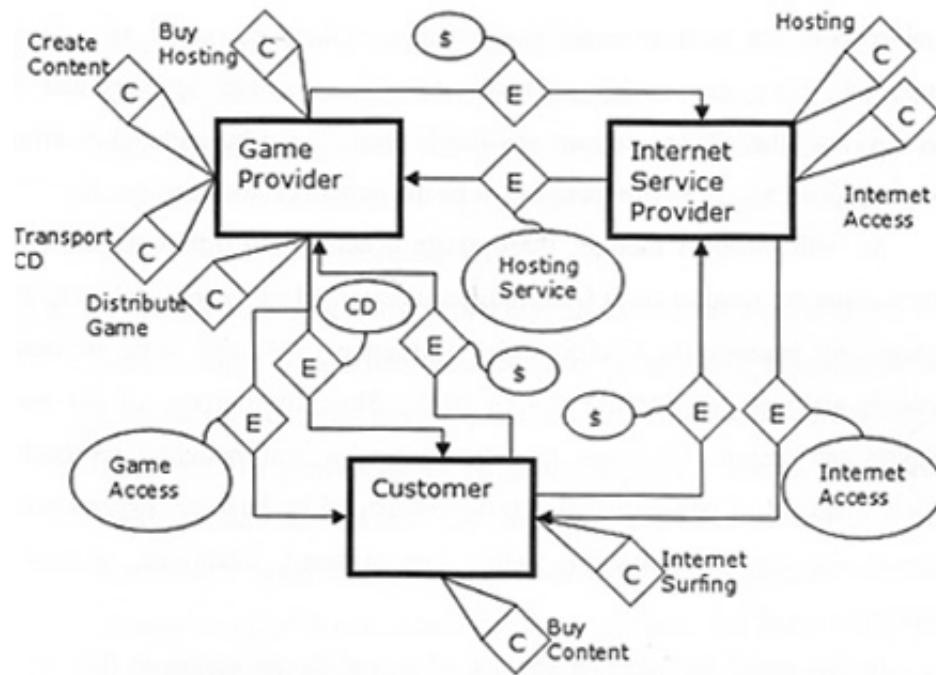 Buy
Hosting
$
Hosting
Create
Content
C
C
E
C
C
Game
Provider
Internet
Service
Provider
E
Internet
Access
Transport
CD
C
C
Distribute
Game
CD
Hosting
Service
E
E
$
$
E
E
E
Game
Access
Customer
Internet
Access
C
Internet
Surfing
C
Buy
Content